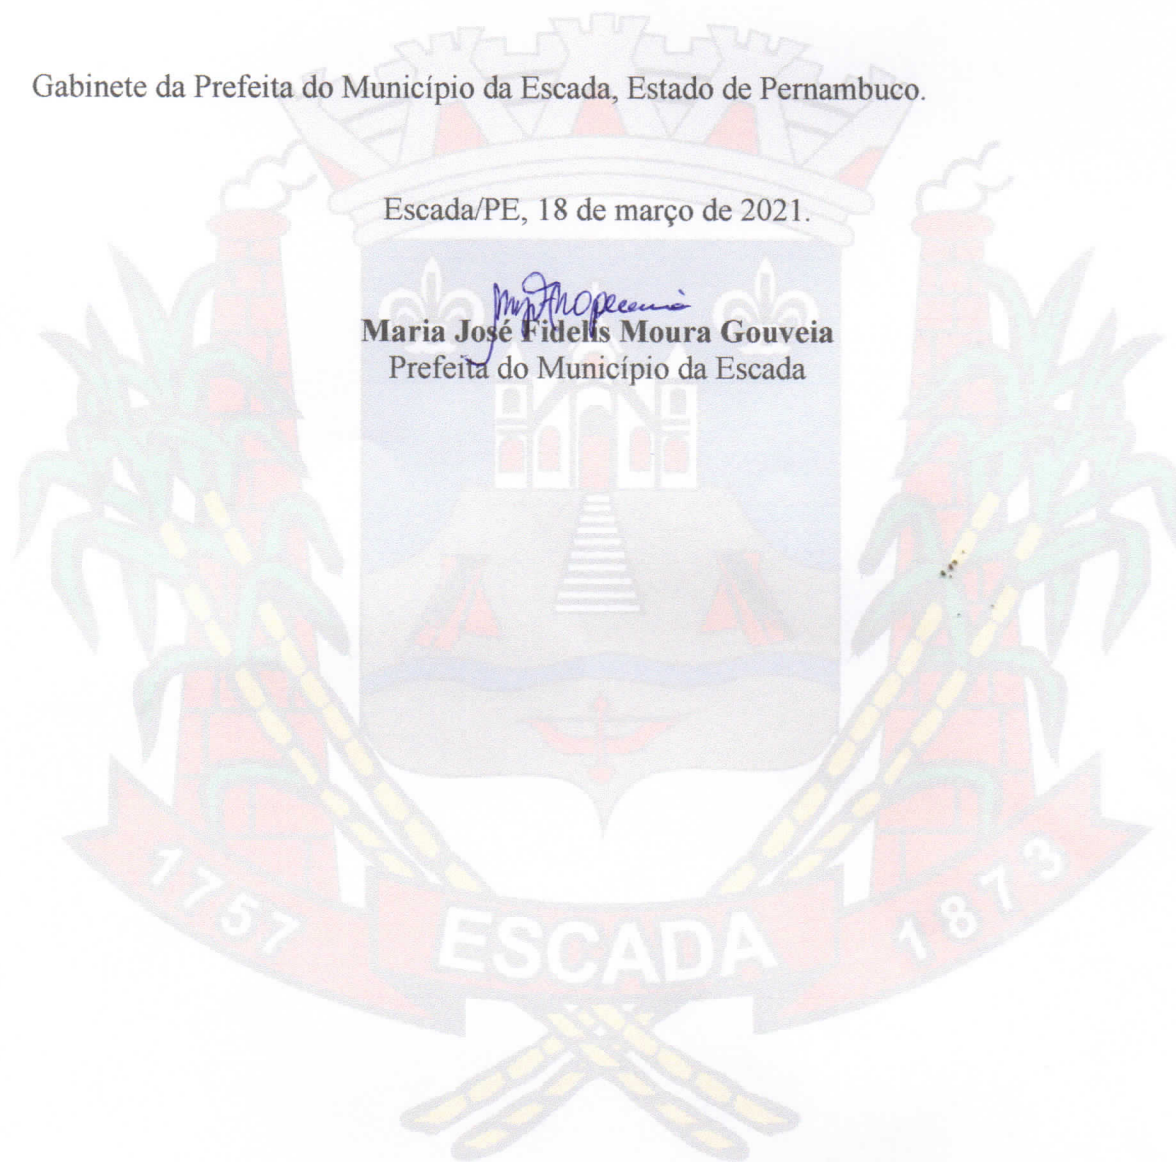 Gabinete da Prefeita do Município da Escada, Estado de Pernambuco.
Escada/PE, 18 de março de 2021.
Maria José Fidelis Moura Gouveia
Prefeita do Município da Escada
1757
ESCADA
1873